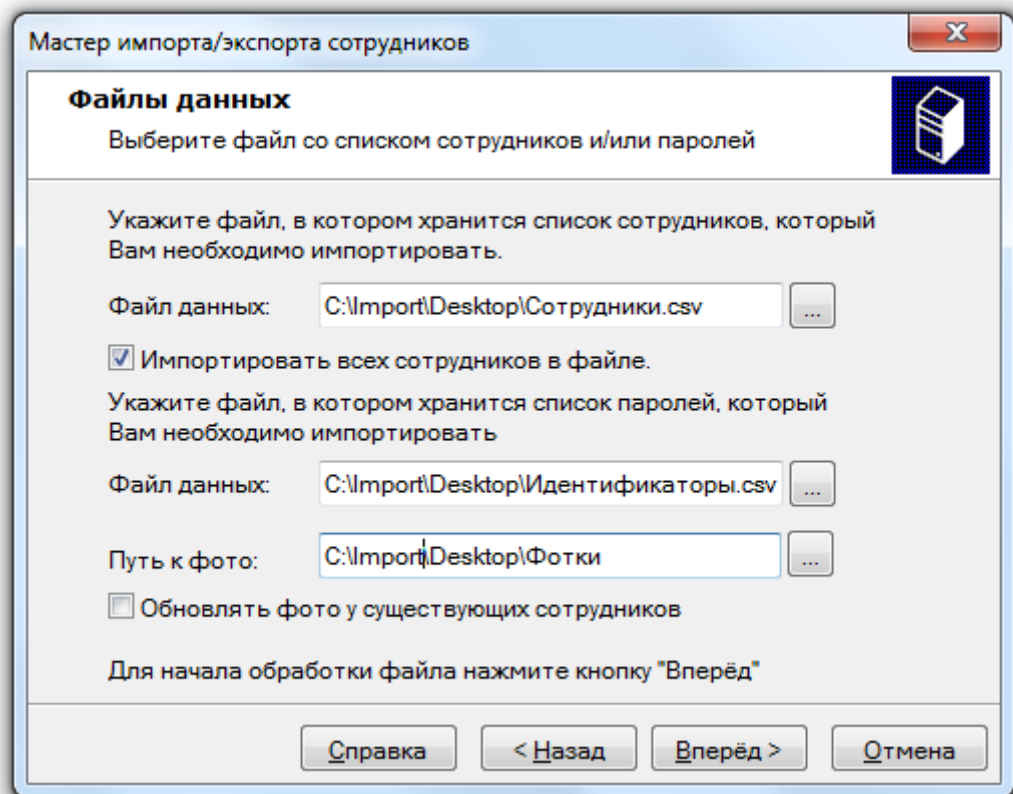 Мастер импорта/экспорта сотрудников
Файлы данных
Выберите файл со списком сотрудников и/или паролей
Укажите файл, в котором хранится список сотрудников, который
Вам необходимо импортировать.
Файл данных: C:\Import\Desktop\Сотрудники.csv ...
Импортировать всех сотрудников в файле.
Укажите файл, в котором хранится список паролей, который
Вам необходимо импортировать
Файл данных: C:\Import\Desktop\Идентификаторы.csv ...
Путь к фото: C:\Import\Desktop\Фотки ...
Обновлять фото у существующих сотрудников
Для начала обработки файла нажмите кнопку "Вперёд"
Справка < Назад Вперёд > Отмена